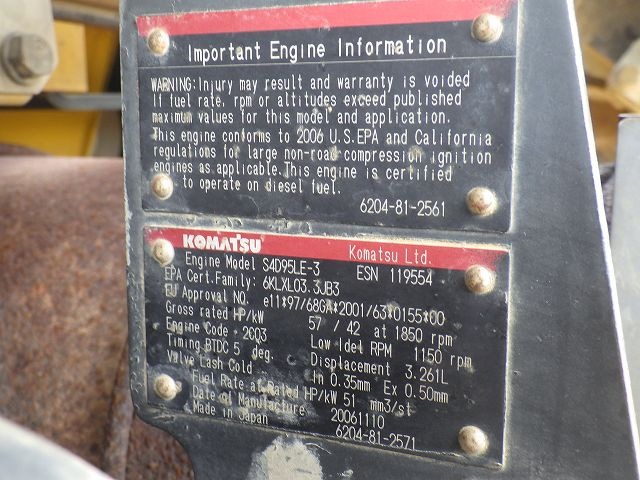 Important Engine Information
WARNING: Injury may result and warranty is voided
If fuel rate, rpm or altitudes exceed published
maximum values for this model and application.
This engine conforms to 2006 U.S.EPA and California
regulations for large non-road compression ignition
engines as applicable. This engine is certified
to operate on diesel fuel.
6204-81-2561
KOMATSU Komatsu Ltd.
Engine Model S4D95LE-3 ESN 119554
EPA Cert.Family: 6KLXL03.3JB3
EU Approval NO. e11*97/68GA*2001/63*0155*00
Gross rated HP/kW 57 / 42 at 1850 rpm
Engine Code - 2G03 Low Idel RPM 1150 rpm
Timing BTDC 5 deg. Displacement 3.261L
Valve Lash Cold In 0.35mm Ex 0.50mm
Fuel Rate at Rated HP/kW 51 mm3/st
Date of Manufacture 20061110
Made in Japan 6204-81-2571